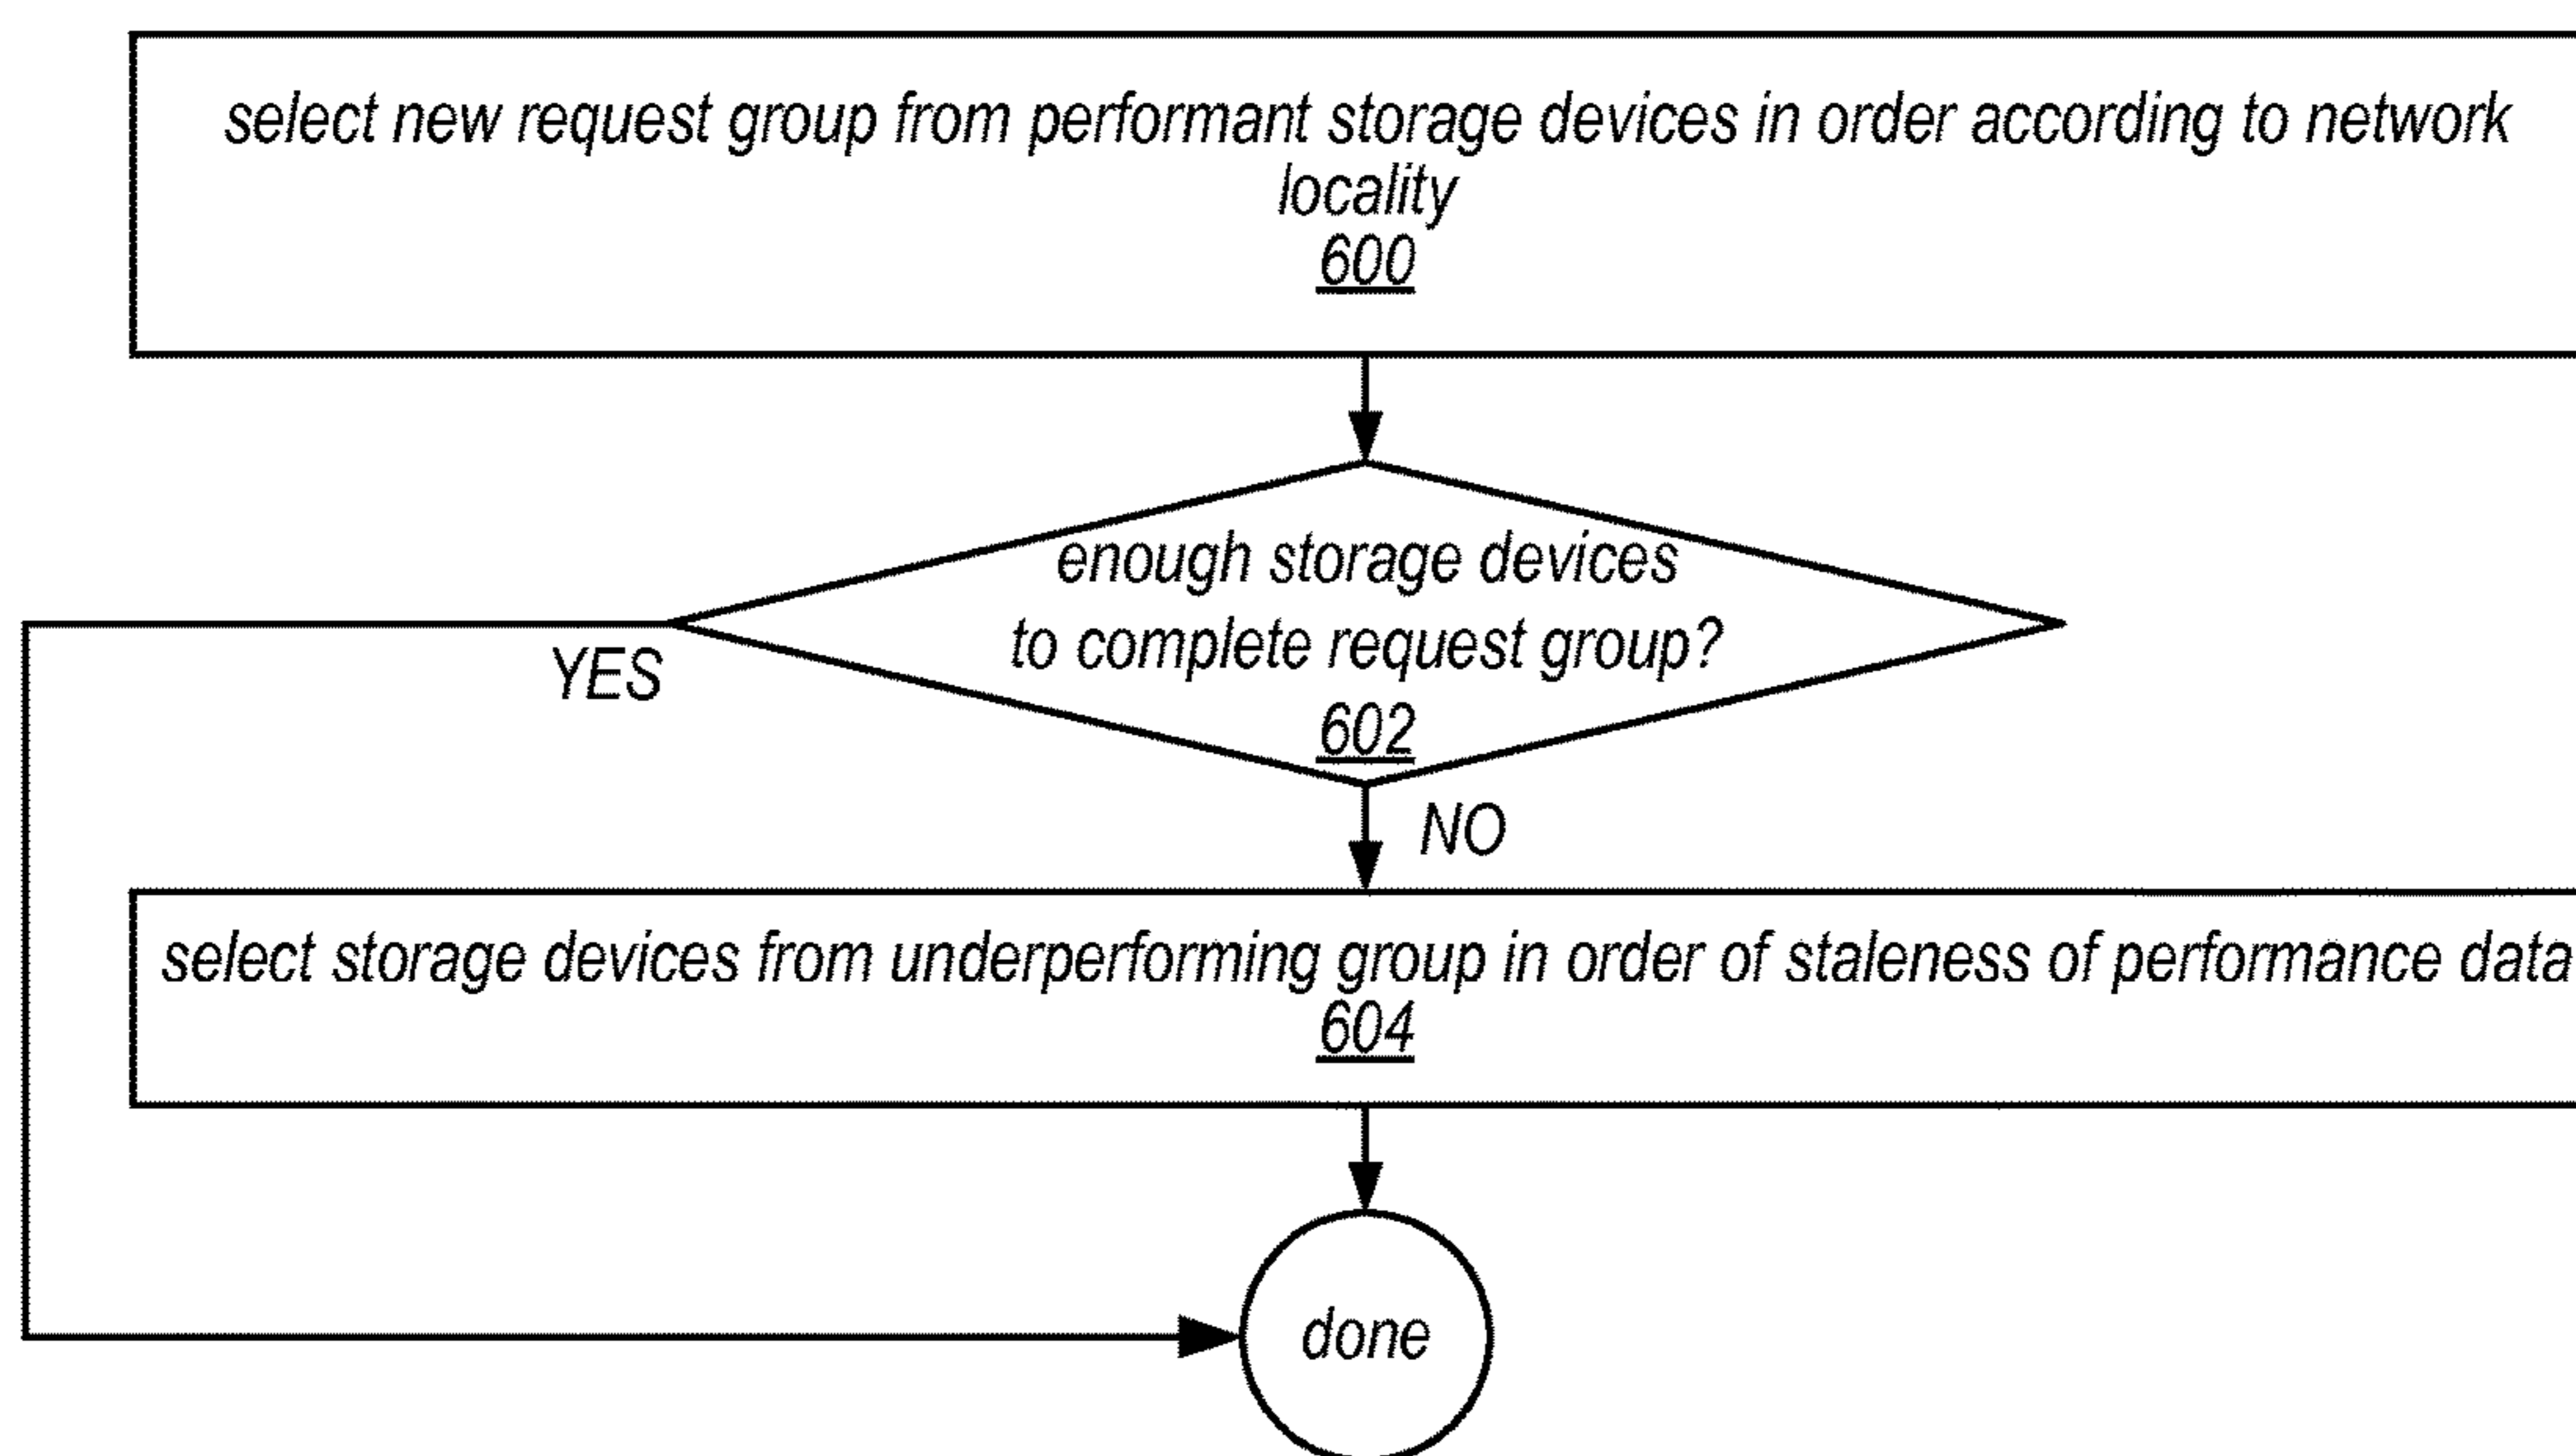 select new request group from performant storage devices in order according to network
locality
600
enough storage devices
to complete request group?
602
YES
NO
select storage devices from underperforming group in order of staleness of performance data
604
done